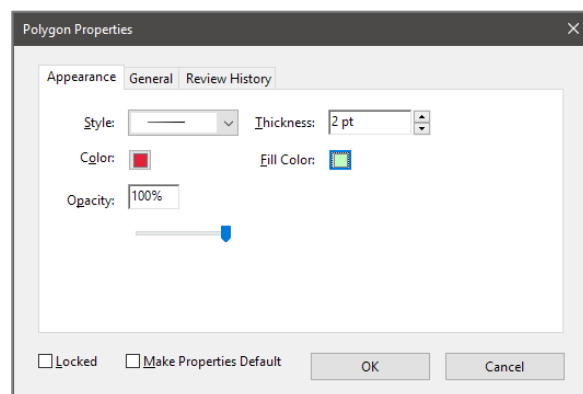 Polygon Properties
Appearance General Review History
Style: Thickness: 2 pt
Color: Fill Color:
Opacity: 100%
Locked Make Properties Default OK Cancel